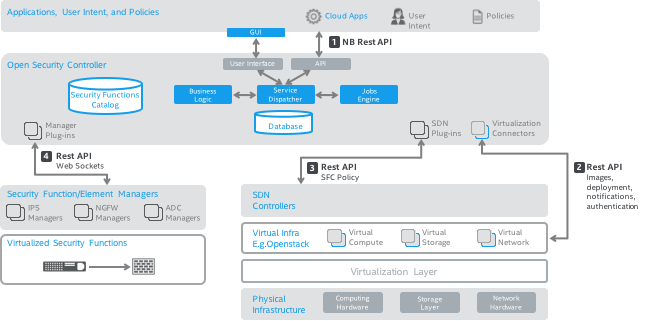 Applications, User Intent, and Policies
Cloud Apps
User
Intent
Policies
GUI
1 NB Rest API
Open Security Controller
User Interface
API
Security Functions
Catalog
Business
Logic
Service
Dispatcher
Jobs
Engine
Database
Manager
Plug-ins
SDN
Plug-ins
Virtualization
Connectors
4 Rest API
Web Sockets
3 Rest API
SFC Policy
2 Rest API
Images,
deployment,
notifications,
authentication
Security Function/Element Managers
IPS
Managers
NGFW
Managers
ADC
Managers
SDN
Controllers
Virtualized Security Functions
Virtual Infra
E.g.Openstack
Virtual
Compute
Virtual
Storage
Virtual
Network
Virtualization Layer
Physical
Infrastructure
Computing
Hardware
Storage
Layer
Network
Hardware